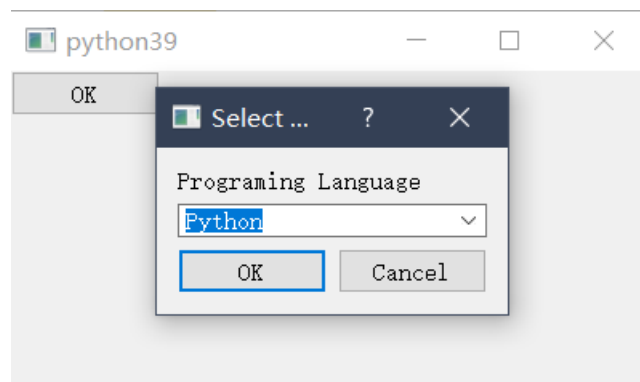 python39
OK
Select ...
?
Programing Language
Python
OK
Cancel